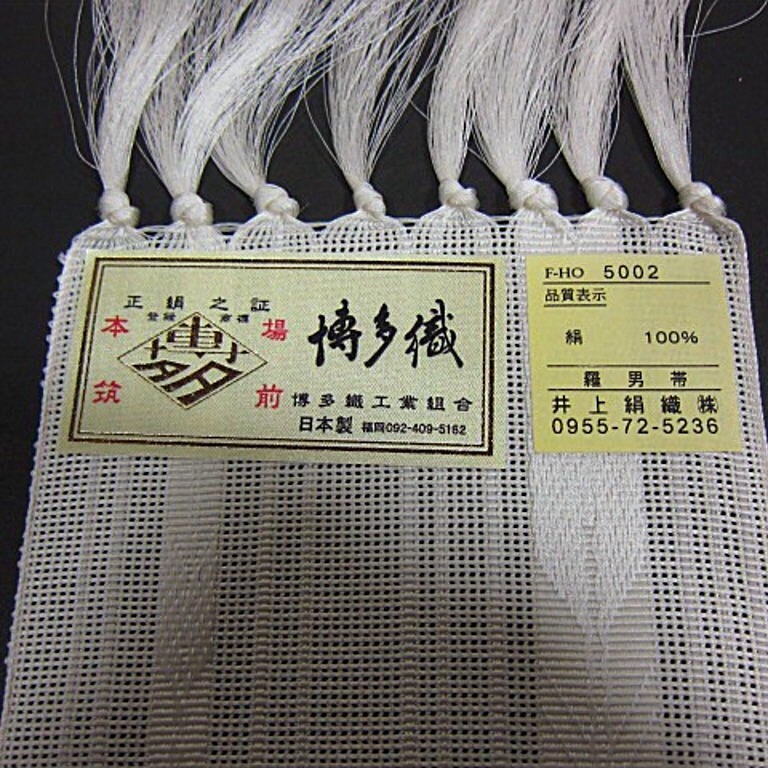 正絹之証
登録 商標
本場
筑前
博多
博多織
博多織工業組合
日本製 福岡092-409-5162
F-HO 5002
品質表示
絹 100%
羅男帯
井上絹織㈱
0955-72-5236